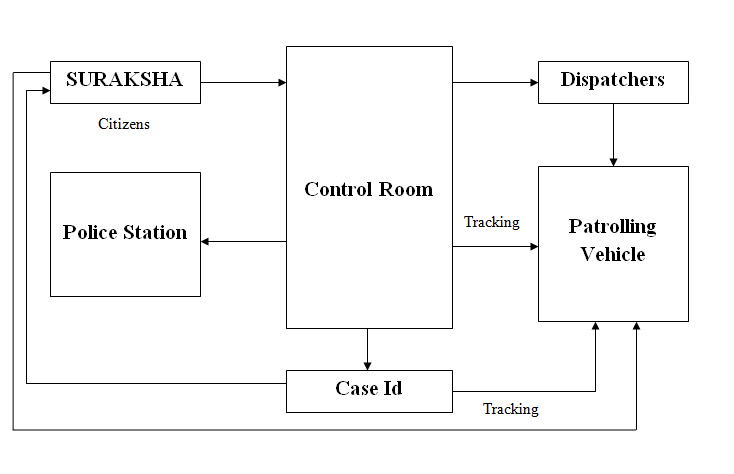 SURAKSHA
Citizens
Police Station
Control Room
Dispatchers
Tracking
Patrolling
Vehicle
Case Id
Tracking